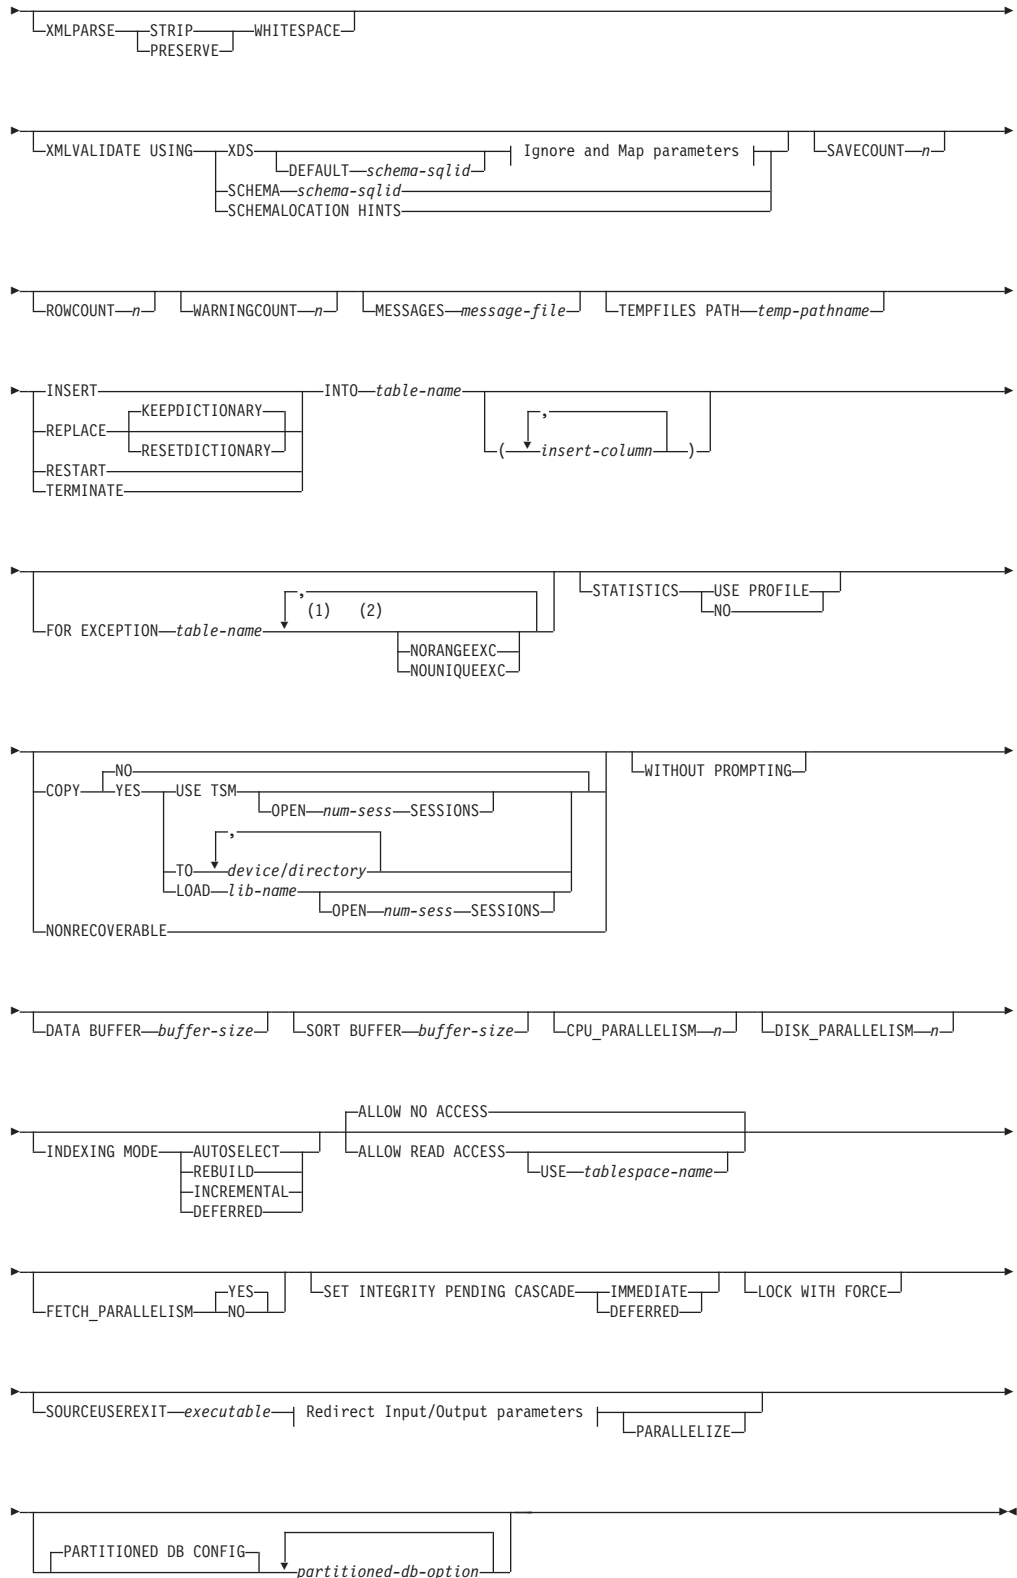 XMLPARSE STRIP WHITESPACE
PRESERVE
XMLVALIDATE USING XDS Ignore and Map parameters SAVECOUNT n
DEFAULT schema-sqlid
SCHEMA schema-sqlid
SCHEMALOCATION HINTS
ROWCOUNT n WARNINGCOUNT n MESSAGES message-file TEMPFILES PATH temp-pathname
INSERT INTO table-name
KEEPDICTIONARY ,
REPLACE
RESETDICTIONARY ( insert-column )
RESTART
TERMINATE
STATISTICS USE PROFILE
,
(1) (2) NO
FOR EXCEPTION table-name
NORANGEEXC
NOUNIQUEEXC
NO WITHOUT PROMPTING
COPY YES USE TSM
OPEN num-sess SESSIONS
,
TO device/directory
LOAD lib-name
OPEN num-sess SESSIONS
NONRECOVERABLE
DATA BUFFER buffer-size SORT BUFFER buffer-size CPU_PARALLELISM n DISK_PARALLELISM n
ALLOW NO ACCESS
INDEXING MODE AUTOSELECT ALLOW READ ACCESS
REBUILD USE tablespace-name
INCREMENTAL
DEFERRED
YES SET INTEGRITY PENDING CASCADE IMMEDIATE LOCK WITH FORCE
FETCH_PARALLELISM NO DEFERRED
SOURCEUSEREXIT executable Redirect Input/Output parameters
PARALLELIZE
PARTITIONED DB CONFIG
partitioned-db-option